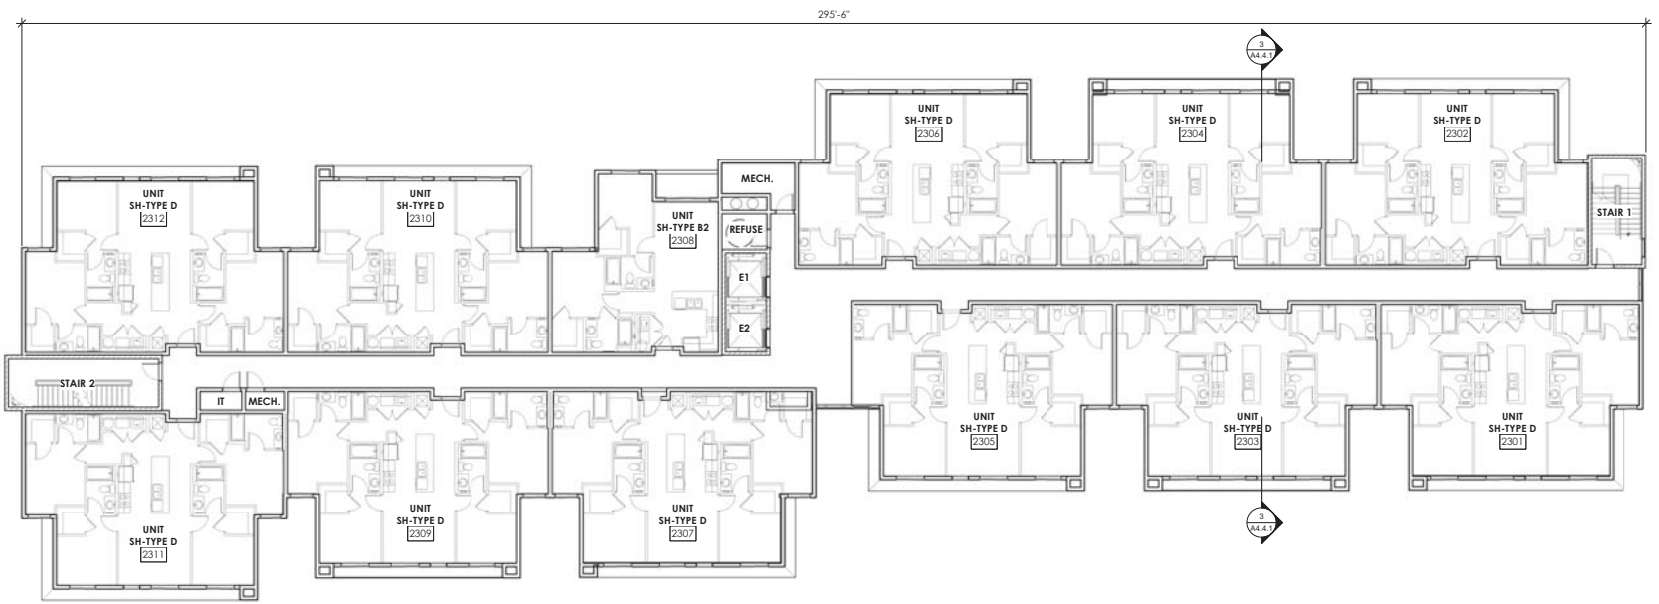 295'-6"
3
A4.4.1
UNIT
SH-TYPE D
2306
UNIT
SH-TYPE D
2304
UNIT
SH-TYPE D
2302
UNIT
SH-TYPE D
2312
UNIT
SH-TYPE D
2310
UNIT
SH-TYPE B2
2308
MECH.
REFUSE
E1
E2
STAIR 1
STAIR 2
IT
MECH.
UNIT
SH-TYPE D
2305
UNIT
SH-TYPE D
2303
UNIT
SH-TYPE D
2301
UNIT
SH-TYPE D
2311
UNIT
SH-TYPE D
2309
UNIT
SH-TYPE D
2307
3
A4.4.1